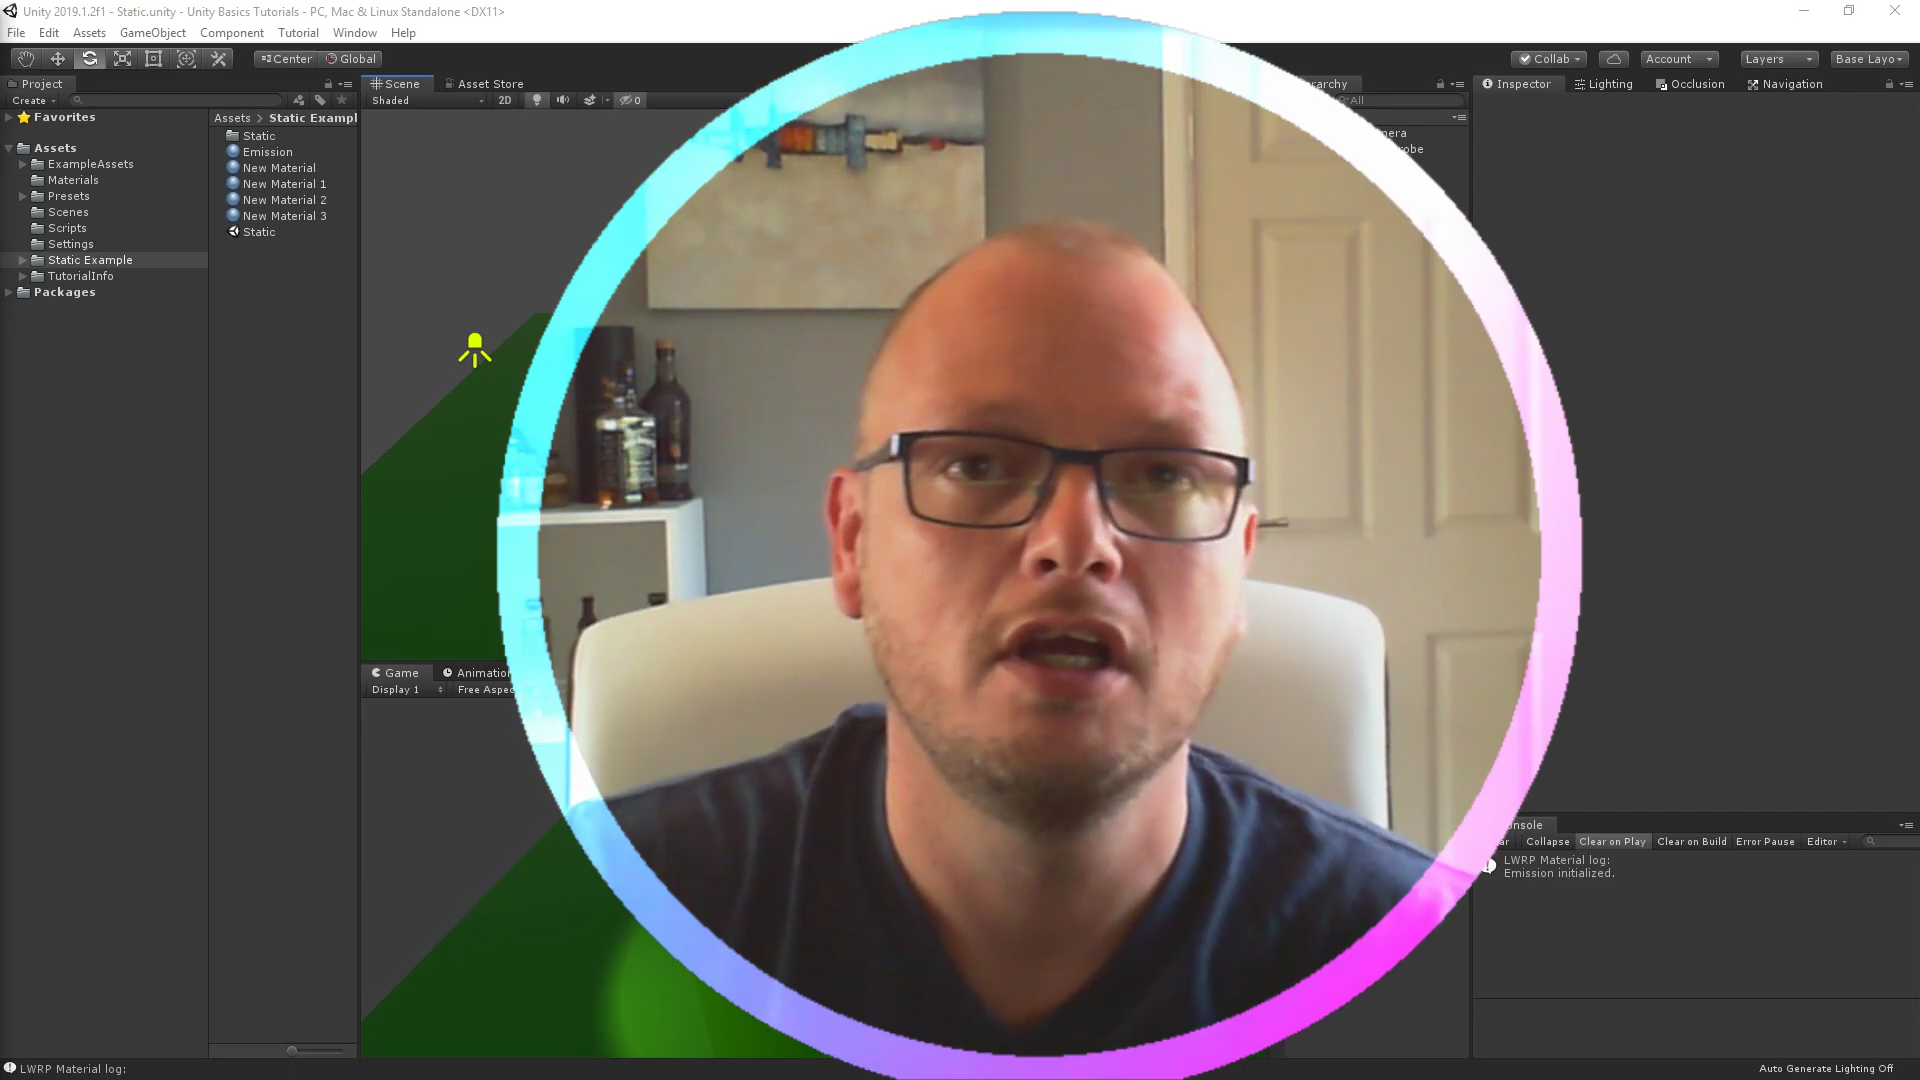 Unity 2019.1.2f1 - Static.unity - Unity Basics Tutorials - PC, Mac & Linux Standalone <DX11>
File Edit Assets GameObject Component Tutorial Window Help
Center Global Collab Account Layers Base Layo
Project Scene Asset Store Inspector Lighting Occlusion Navigation
Create Shaded 2D 0 All
Favorites
Assets > Static Exampl
Assets
ExampleAssets
Materials
Presets
Scenes
Scripts
Settings
Static Example
TutorialInfo
Packages
Static
Emission
New Material
New Material 1
New Material 2
New Material 3
Static
Game Animation
Display 1 Free Aspec
Collapse Clear on Play Clear on Build Error Pause Editor
LWRP Material log:
Emission initialized.
LWRP Material log:
Auto Generate Lighting Off